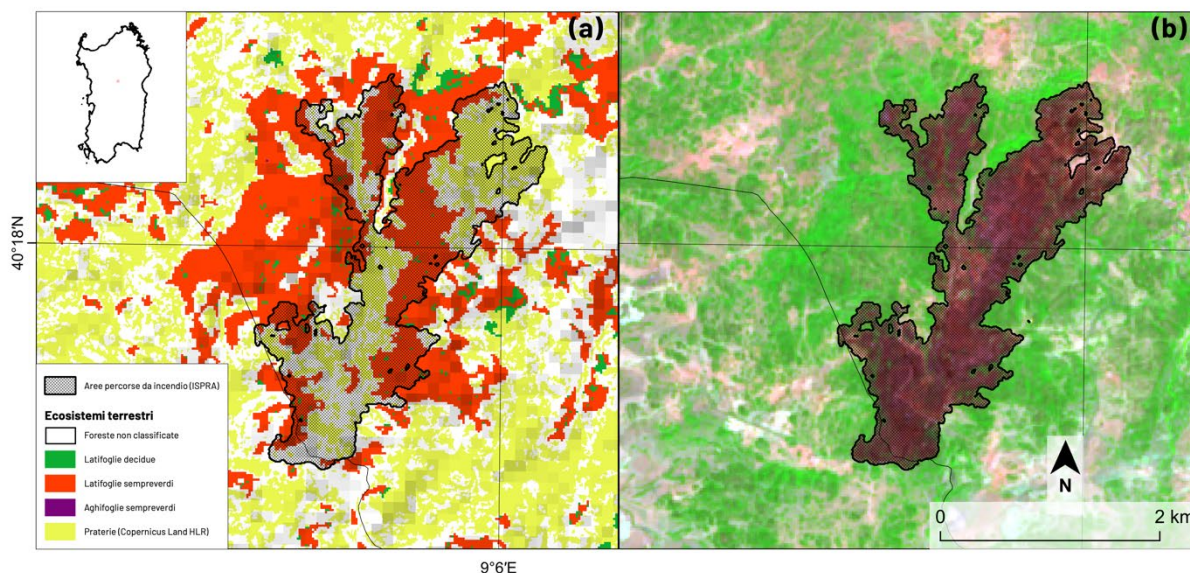 (a)
(b)
40°18'N
Aree percorse da incendio (ISPRA)
Ecosistemi terrestri
Foreste non classificate
Latifoglie decidue
Latifoglie sempreverdi
Aghifoglie sempreverdi
Praterie (Copernicus Land HLR)
N
0 2 km
9°6'E